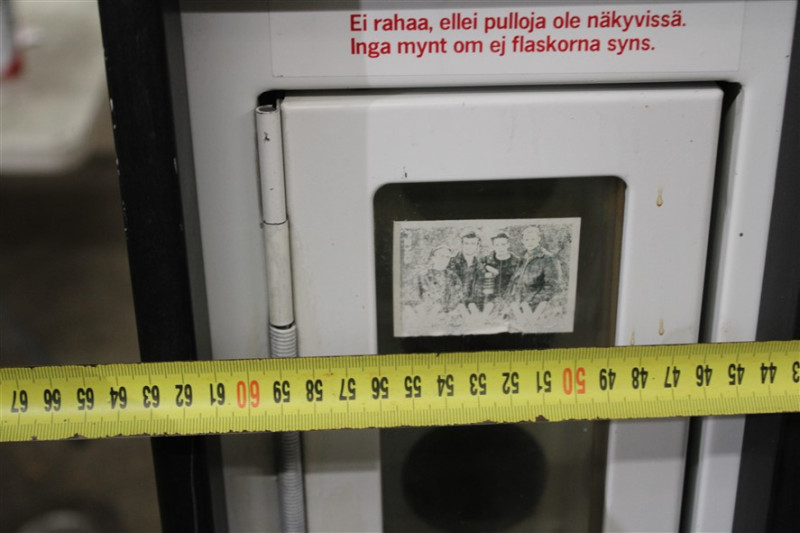 Ei rahaa, ellei pulloja ole näkyvissä.
Inga mynt om ej flaskorna syns.
67 66 65 64 63 62 61 60 59 58 57 56 55 54 53 52 51 50 49 48 47 46 45 44 43